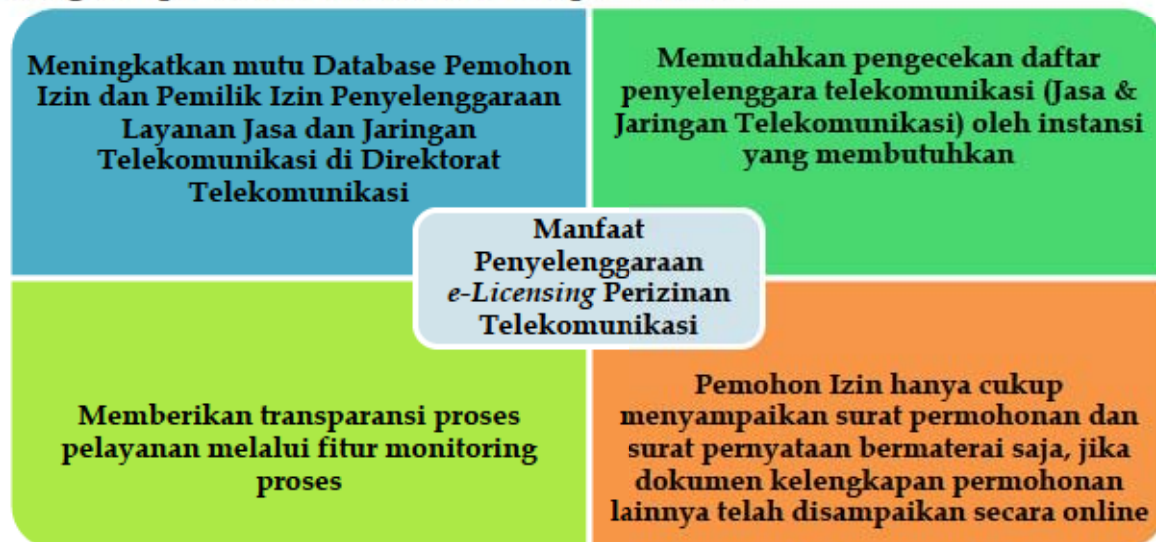 Meningkatkan mutu Database Pemohon
Izin dan Pemilik Izin Penyelenggaraan
Layanan Jasa dan Jaringan
Telekomunikasi di Direktorat
Telekomunikasi
Memudahkan pengecekan daftar
penyelenggara telekomunikasi (Jasa &
Jaringan Telekomunikasi) oleh instansi
yang membutuhkan
Manfaat
Penyelenggaraan
e-Licensing Perizinan
Telekomunikasi
Memberikan transparansi proses
pelayanan melalui fitur monitoring
proses
Pemohon Izin hanya cukup
menyampaikan surat permohonan dan
surat pernyataan bermaterai saja, jika
dokumen kelengkapan permohonan
lainnya telah disampaikan secara online